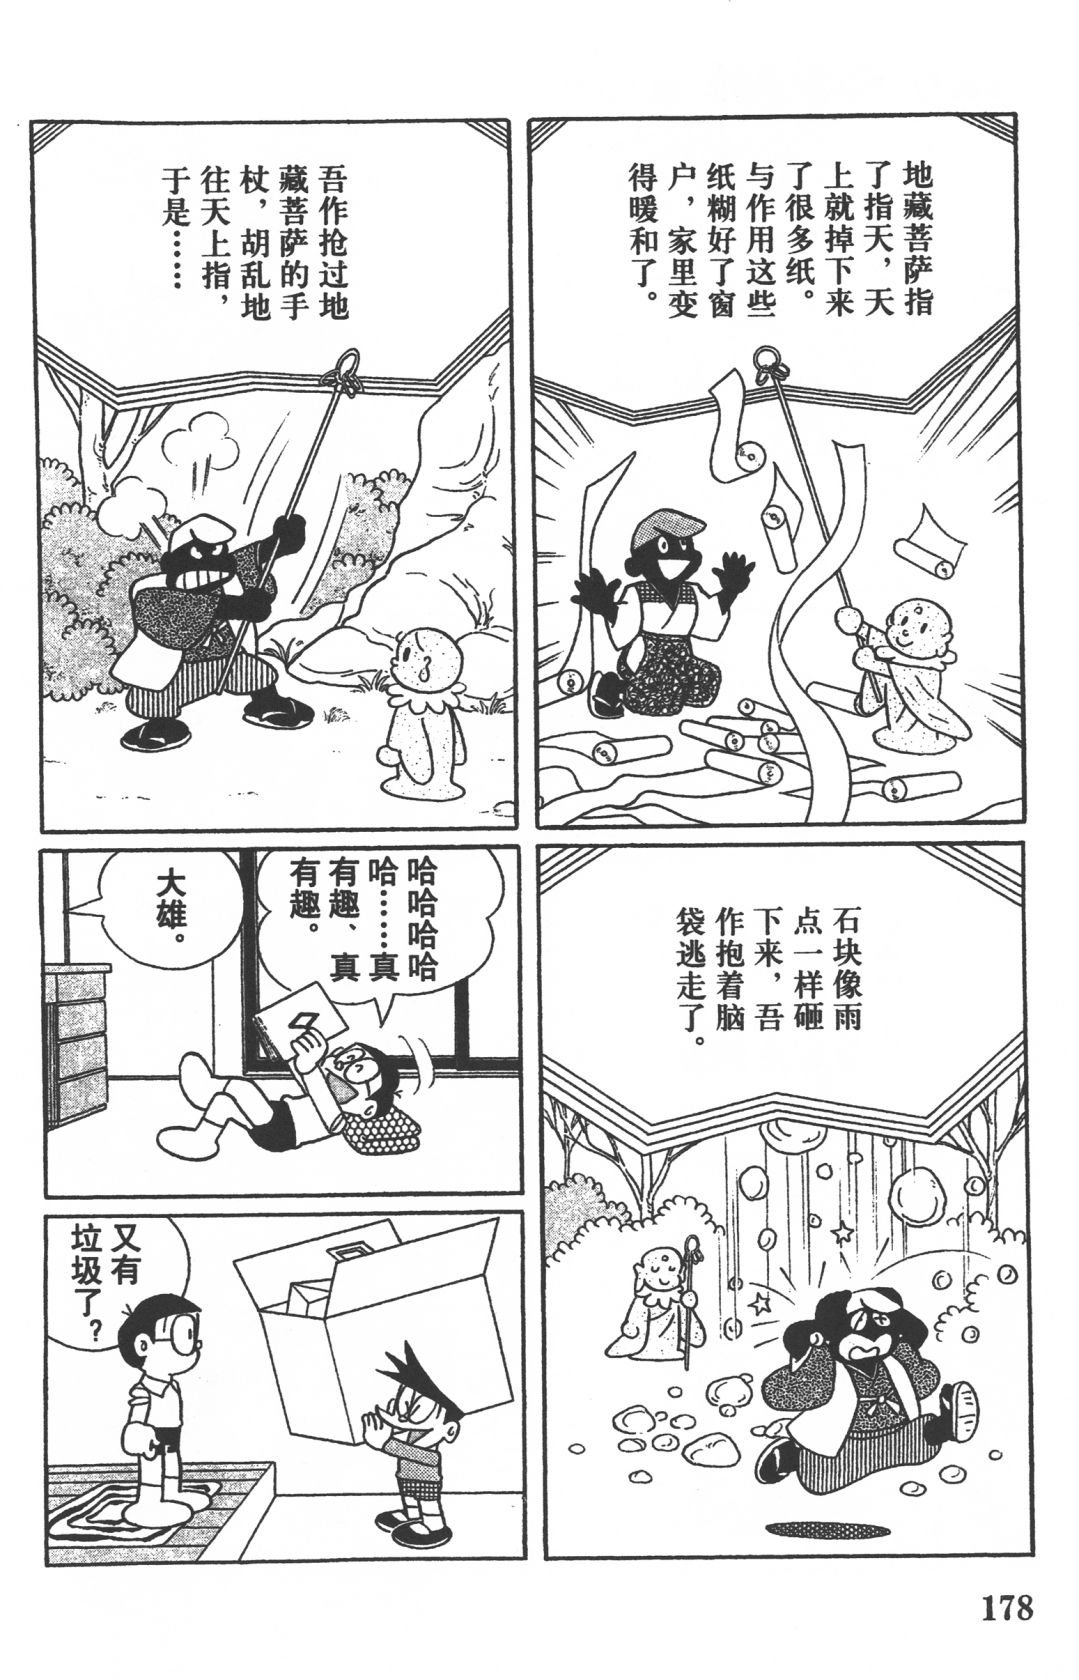 地藏菩萨指
了指天，天
上就掉下来
了很多纸。
与作用这些
纸糊好了窗
户，家里变
得暖和了。
吾作抢过地
藏菩萨的手
杖，胡乱地
往天上指，
于是……
石块像雨
点一样砸
下来，吾
作抱着脑
袋逃走了。
哈哈哈哈
哈……真
有趣、真
有趣。
大雄。
又有
垃圾了？
178